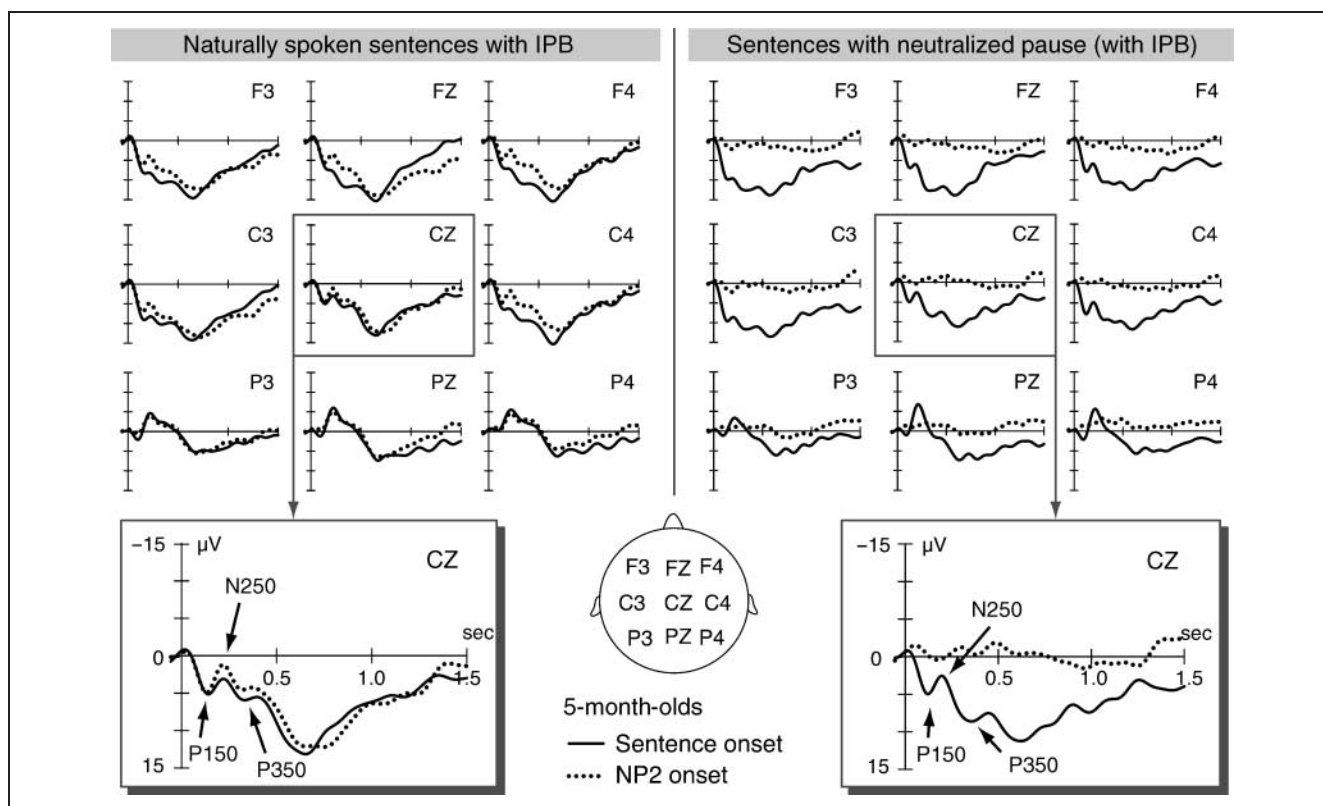 Naturally spoken sentences with IPB
Sentences with neutralized pause (with IPB)
F3 FZ F4
C3 CZ C4
P3 PZ P4
F3 FZ F4
C3 CZ C4
P3 PZ P4
−15 µV CZ
N250
sec
0 0.5 1.0 1.5
P150 P350
15
F3 FZ F4
C3 CZ C4
P3 PZ P4
5-month-olds
Sentence onset
NP2 onset
−15 µV CZ
N250
sec
0 0.5 1.0 1.5
P150 P350
15